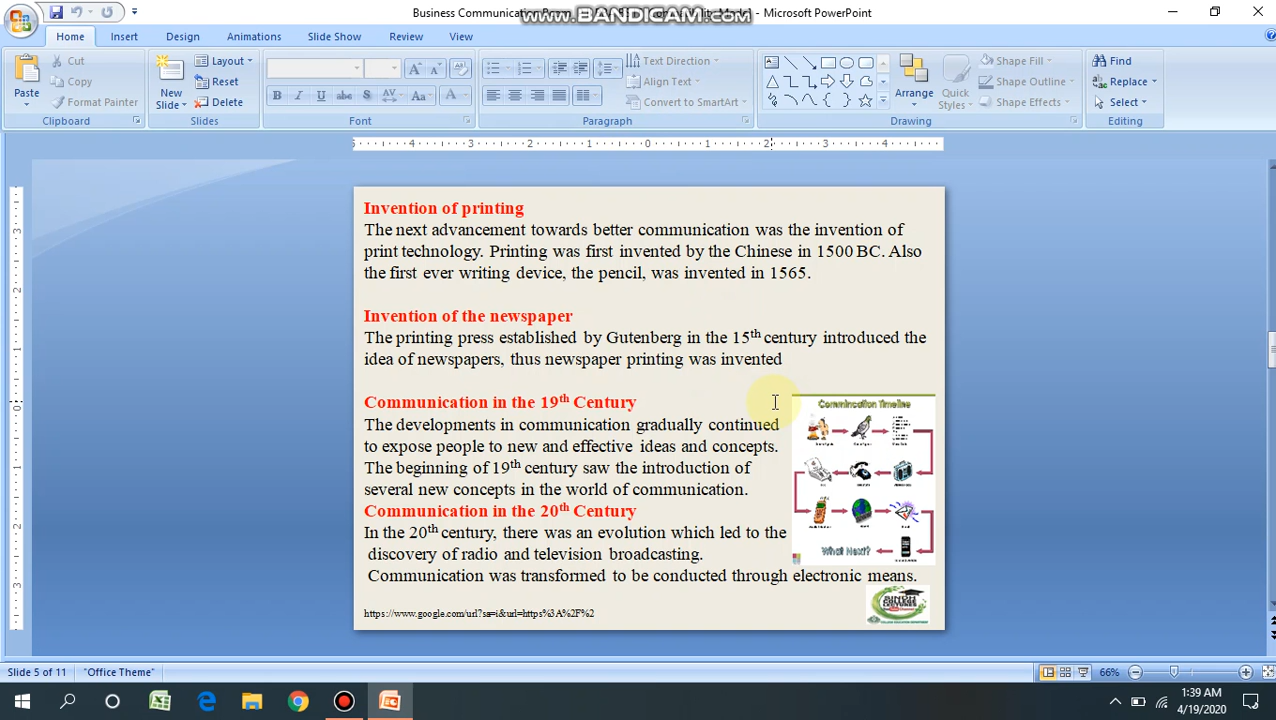 Business Communication
www.BANDICAM.com
- Microsoft PowerPoint
Home Insert Design Animations Slide Show Review View
Paste
Cut
Copy
Format Painter
Clipboard
New Slide
Layout
Reset
Delete
Slides
B I U abc S AV Aa A
Font
Text Direction
Align Text
Convert to SmartArt
Paragraph
Arrange
Quick Styles
Shape Fill
Shape Outline
Shape Effects
Drawing
Find
Replace
Select
Editing
Invention of printing
The next advancement towards better communication was the invention of
print technology. Printing was first invented by the Chinese in 1500 BC. Also
the first ever writing device, the pencil, was invented in 1565.
Invention of the newspaper
The printing press established by Gutenberg in the 15th century introduced the
idea of newspapers, thus newspaper printing was invented
Communication in the 19th Century
The developments in communication gradually continued
to expose people to new and effective ideas and concepts.
The beginning of 19th century saw the introduction of
several new concepts in the world of communication.
Communication in the 20th Century
In the 20th century, there was an evolution which led to the
discovery of radio and television broadcasting.
Communication was transformed to be conducted through electronic means.
Commincation Timeline
What Next?
https://www.google.com/url?sa=i&url=https%3A%2F%2
SINDH
COLLEGE
LECTURES
Slide 5 of 11
"Office Theme"
66%
1:39 AM
4/19/2020